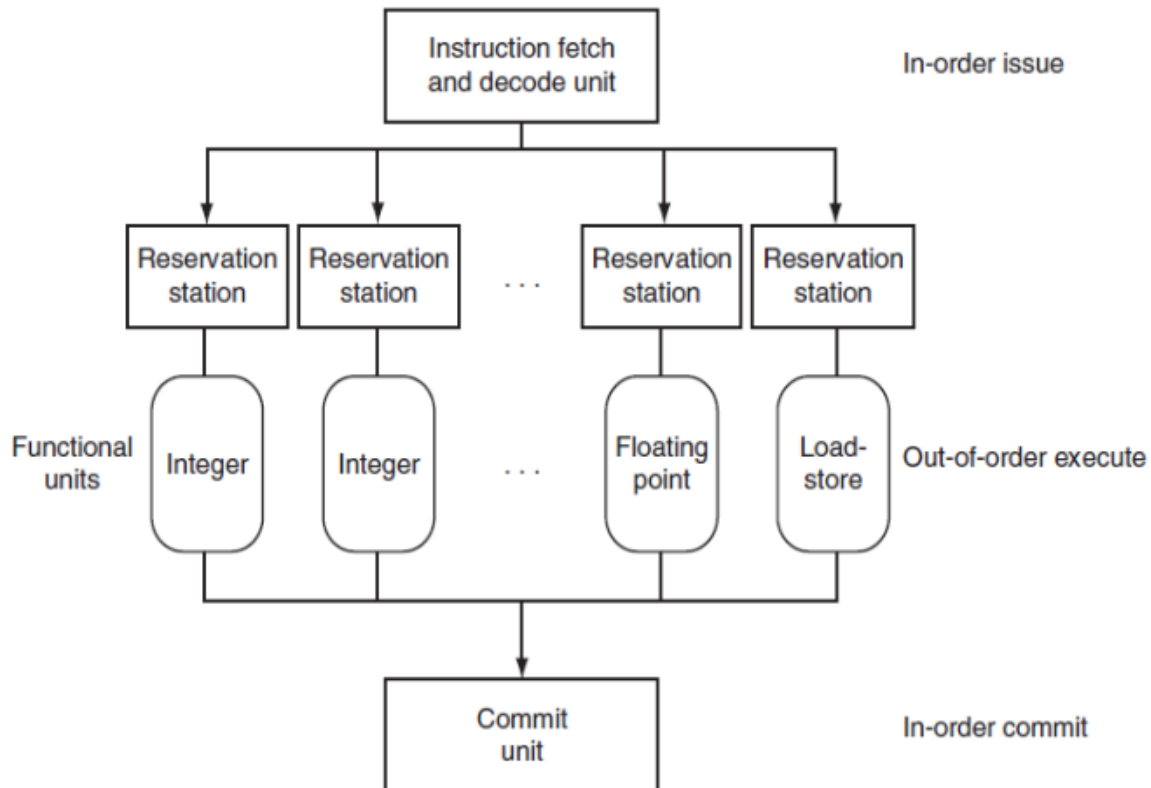 Instruction fetch
and decode unit
In-order issue
Reservation
station
Reservation
station
. . .
Reservation
station
Reservation
station
Functional
units
Integer
Integer
. . .
Floating
point
Load-
store
Out-of-order execute
Commit
unit
In-order commit